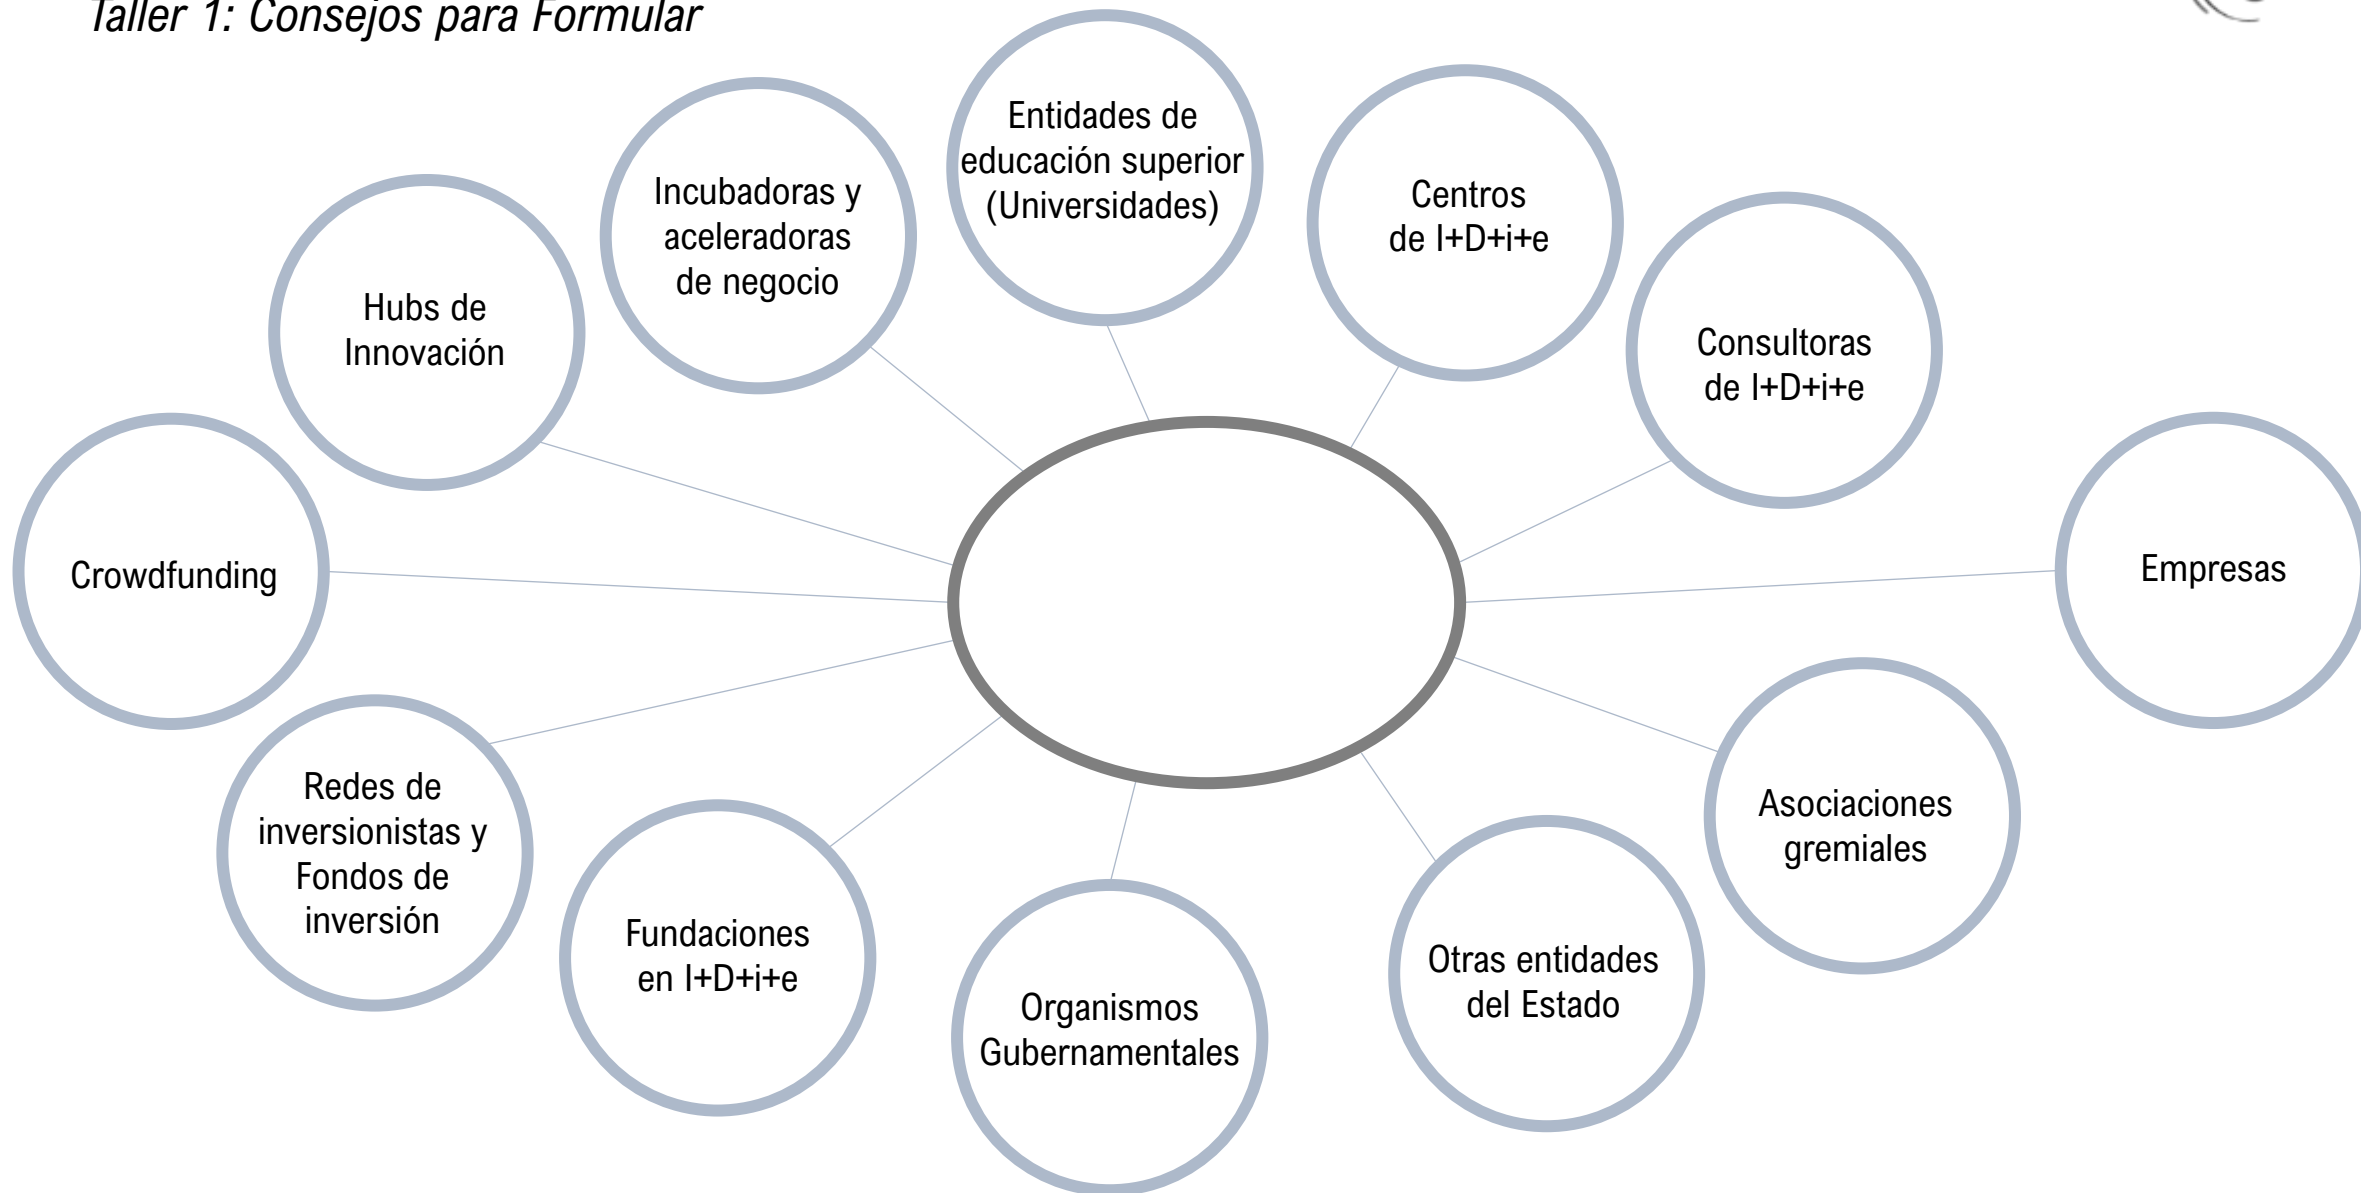 Taller 1: Consejos para Formular
Entidades de
educación superior
(Universidades)
Incubadoras y
aceleradoras
de negocio
Centros
de I+D+i+e
Hubs de
Innovación
Consultoras
de I+D+i+e
Crowdfunding
Empresas
Redes de
inversionistas y
Fondos de
inversión
Asociaciones
gremiales
Fundaciones
en I+D+i+e
Otras entidades
del Estado
Organismos
Gubernamentales